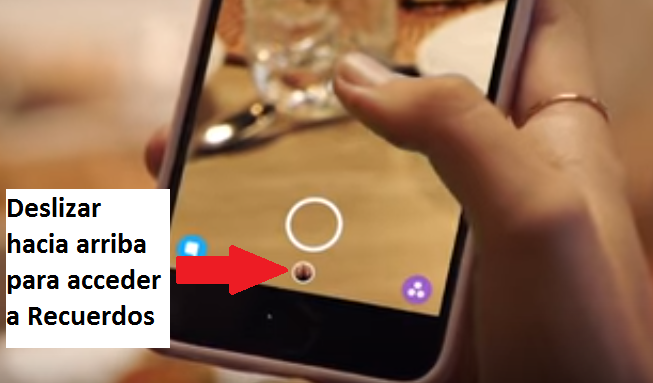 Deslizar
hacia arriba
para acceder
a Recuerdos